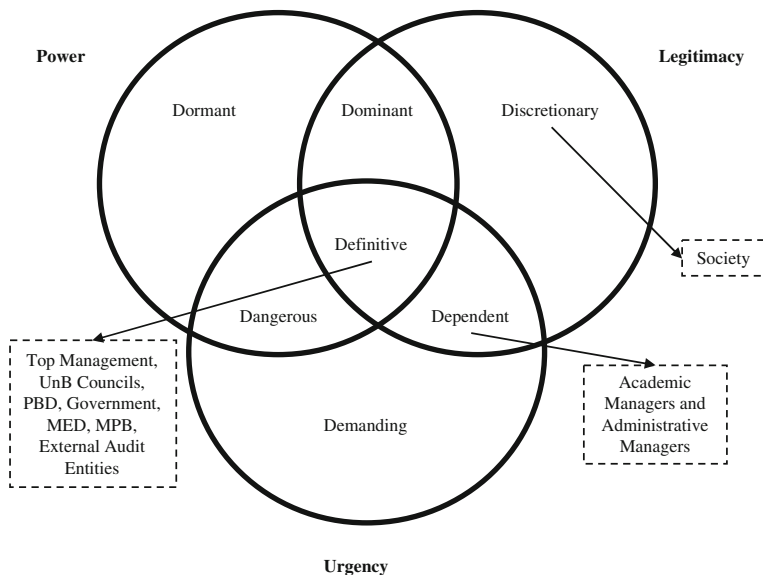 Power
Legitimacy
Dormant
Dominant
Discretionary
Definitive
Society
Dangerous
Dependent
Top Management,
UnB Councils,
PBD, Government,
MED, MPB,
External Audit
Entities
Academic
Managers and
Administrative
Managers
Demanding
Urgency